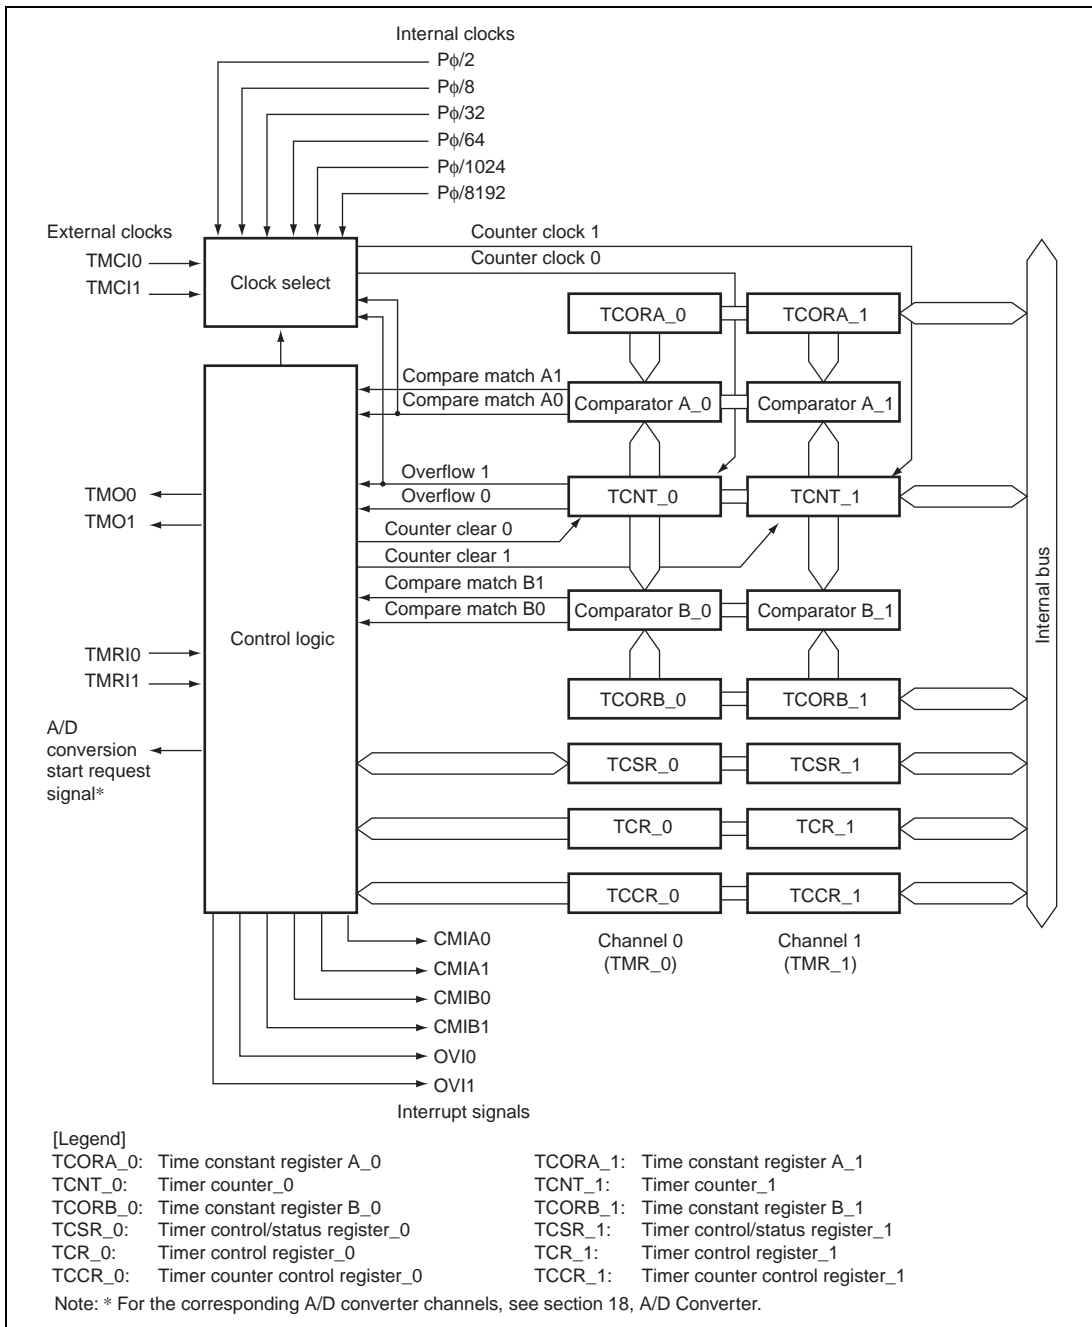 Internal clocks
Pϕ/2
Pϕ/8
Pϕ/32
Pϕ/64
Pϕ/1024
Pϕ/8192
External clocks
TMCI0
TMCI1
Clock select
Counter clock 1
Counter clock 0
TCORA_0
TCORA_1
Compare match A1
Compare match A0
Comparator A_0
Comparator A_1
Overflow 1
Overflow 0
TCNT_0
TCNT_1
TMO0
TMO1
Counter clear 0
Counter clear 1
Compare match B1
Compare match B0
Comparator B_0
Comparator B_1
Control logic
Internal bus
TMRI0
TMRI1
TCORB_0
TCORB_1
A/D
conversion
start request
signal*
TCSR_0
TCSR_1
TCR_0
TCR_1
TCCR_0
TCCR_1
Channel 0
(TMR_0)
Channel 1
(TMR_1)
CMIA0
CMIA1
CMIB0
CMIB1
OVI0
OVI1
Interrupt signals
[Legend]
TCORA_0: Time constant register A_0
TCNT_0: Timer counter_0
TCORB_0: Time constant register B_0
TCSR_0: Timer control/status register_0
TCR_0: Timer control register_0
TCCR_0: Timer counter control register_0
TCORA_1: Time constant register A_1
TCNT_1: Timer counter_1
TCORB_1: Time constant register B_1
TCSR_1: Timer control/status register_1
TCR_1: Timer control register_1
TCCR_1: Timer counter control register_1
Note: * For the corresponding A/D converter channels, see section 18, A/D Converter.